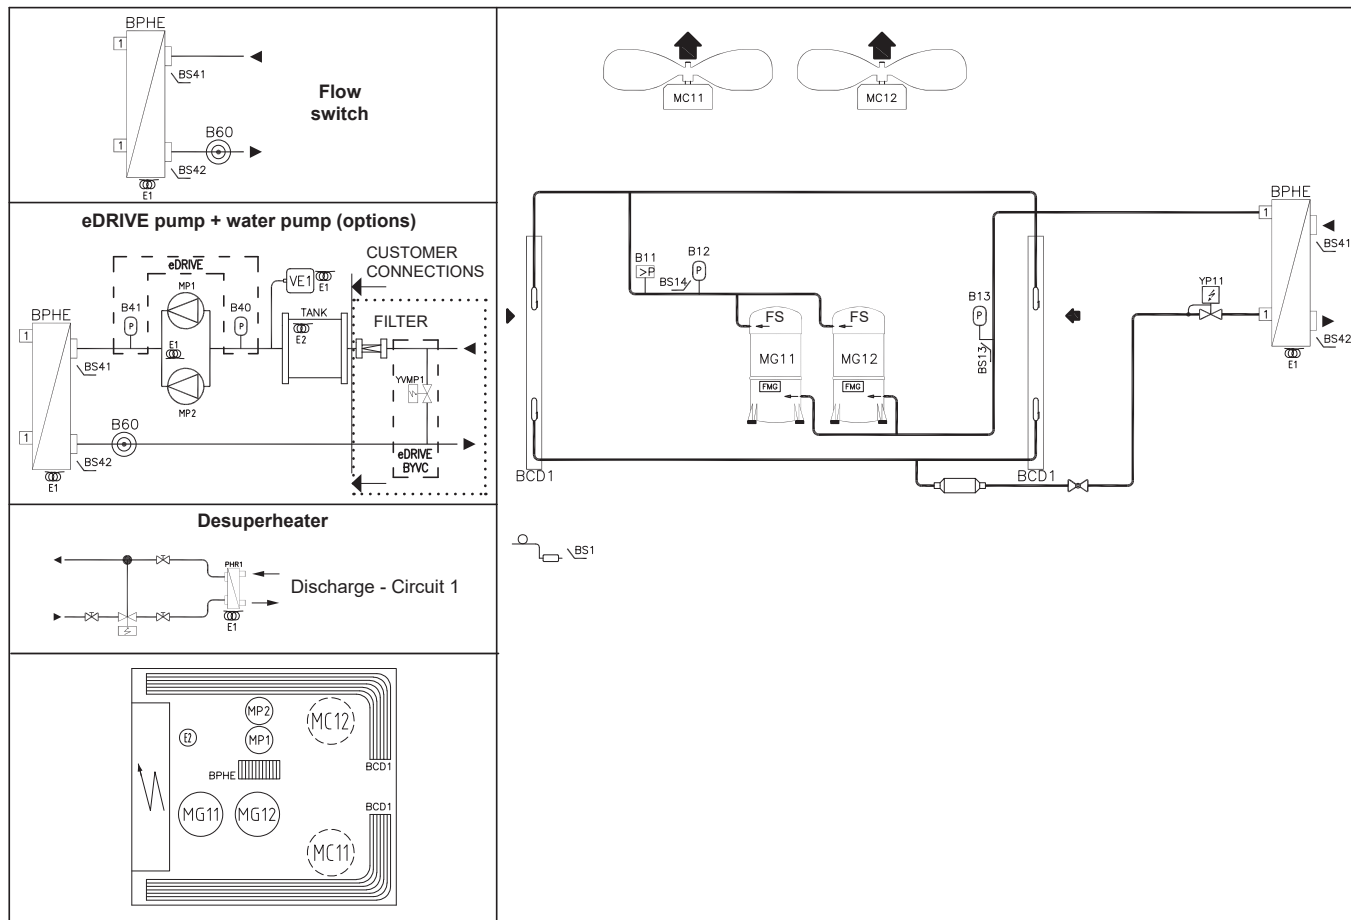 BPHE
1
BS41
Flow
switch
B60
1
BS42
E1
eDRIVE pump + water pump (options)
CUSTOMER
CONNECTIONS
eDRIVE
MP1
VE1
E1
B41
P
B40
P
TANK
E2
FILTER
BPHE
1
E1
BS41
YVMP1
MP2
B60
1
BS42
eDRIVE
BYVC
E1
Desuperheater
PHR1
Discharge - Circuit 1
E1
MP2
MC12
E2
MP1
BPHE
BCD1
MG11
MG12
BCD1
MC11
MC11
MC12
BPHE
1
BS41
B11
>P
BS14
B12
P
YP11
B13
P
FS
FS
1
BS13
BS42
MG11
MG12
E1
FMG
FMG
BCD1
BCD1
BS1